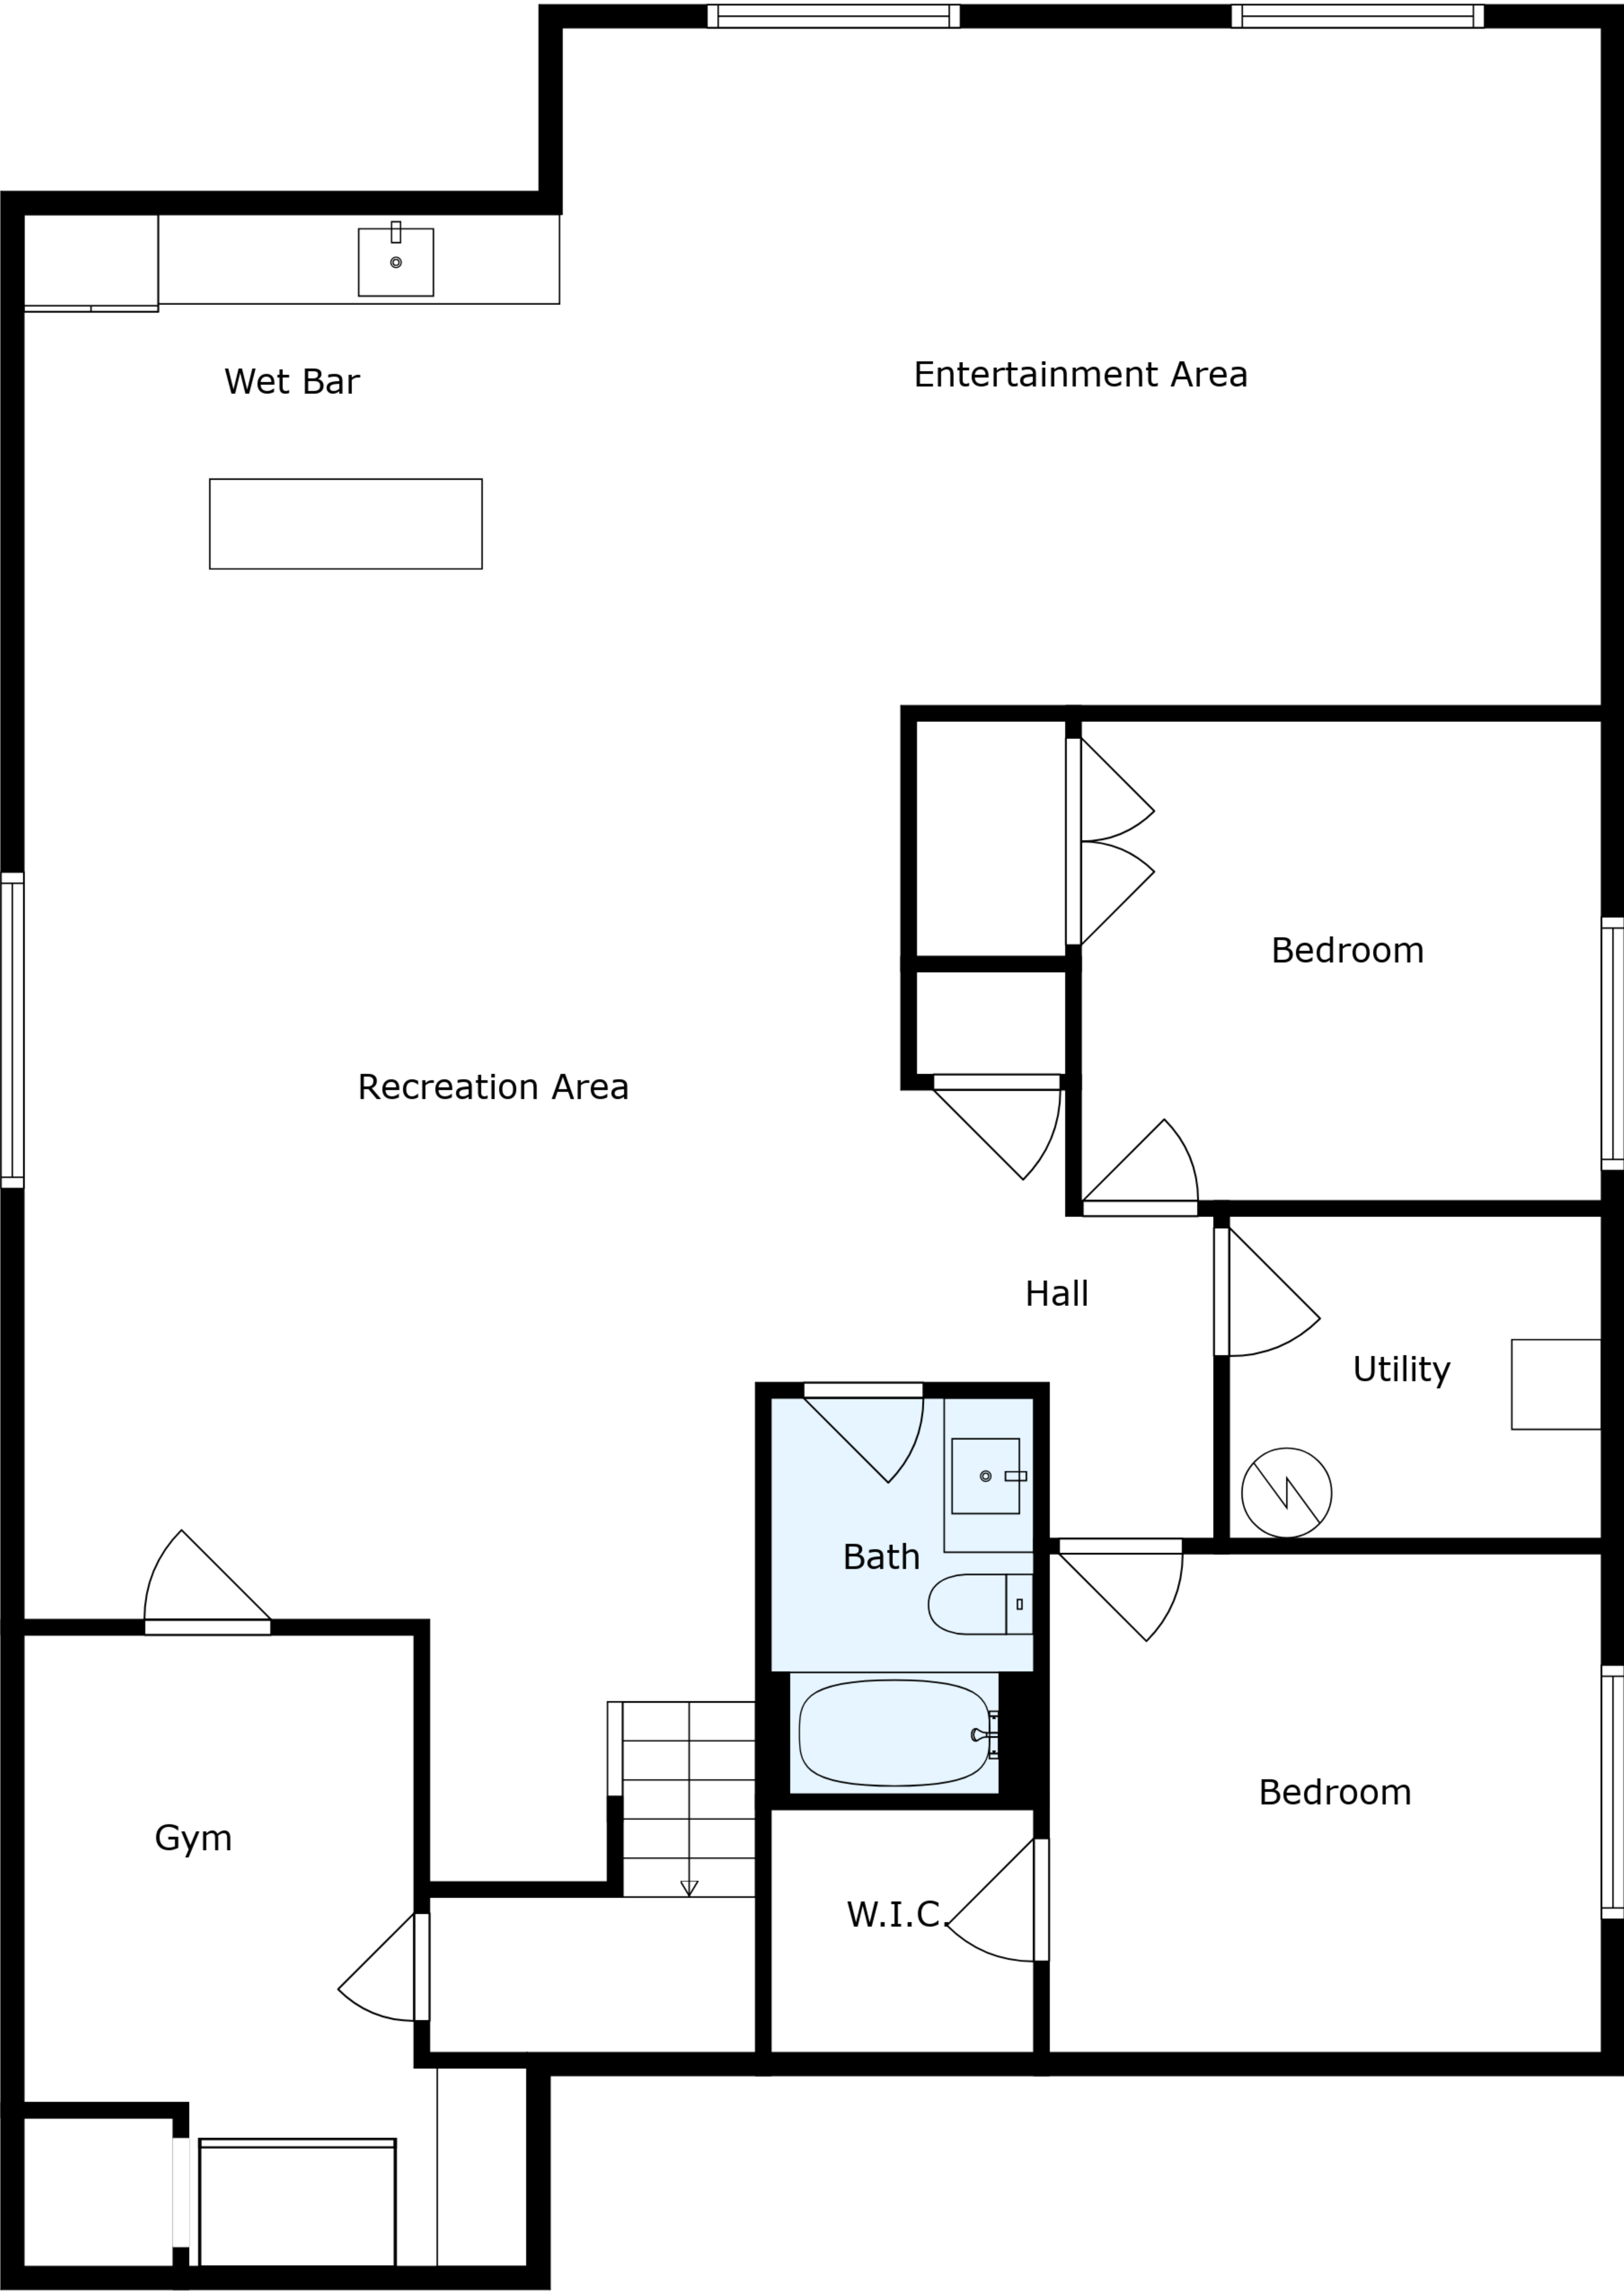 Entertainment Area
Wet Bar
Bedroom
Recreation Area
Hall
Utility
Bath
Bedroom
Gym
W.I.C.